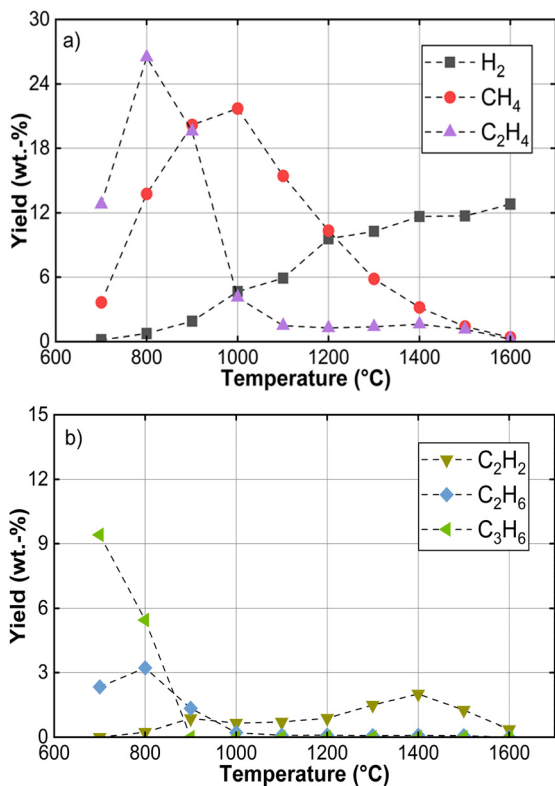 a)
H₂
CH₄
C₂H₄
Yield (wt.-%)
30
24
18
12
6
0
600 800 1000 1200 1400 1600
Temperature (°C)
b)
C₂H₂
C₂H₆
C₃H₆
Yield (wt.-%)
15
12
9
6
3
0
600 800 1000 1200 1400 1600
Temperature (°C)